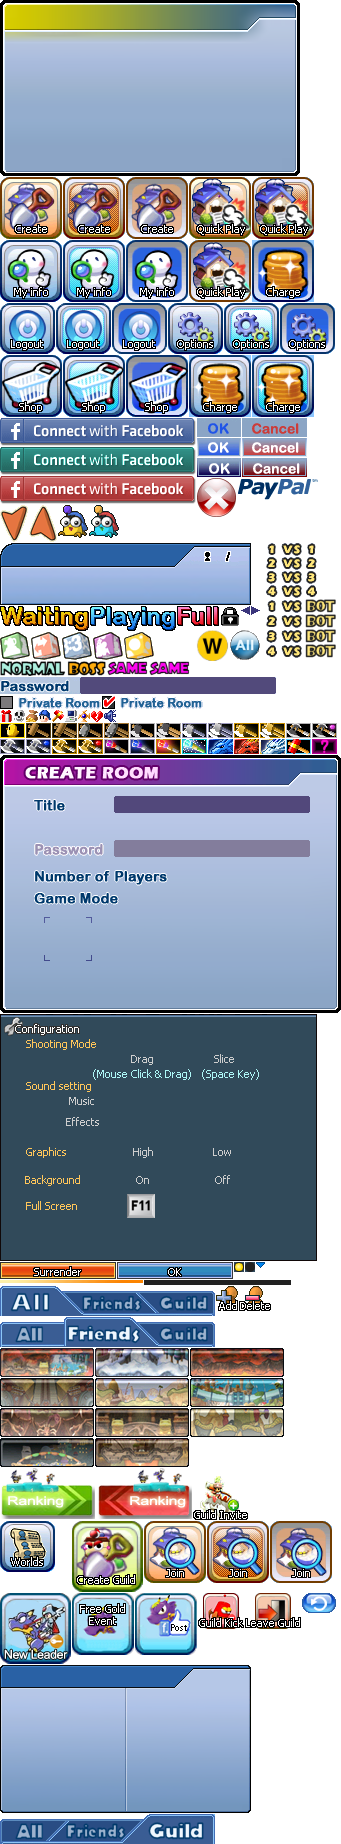 Create Create Create Quick Play Quick Play
My info My info My info Quick Play Charge
Logout Logout Logout Options Options Options
Shop Shop Shop Charge Charge
f Connect with Facebook OK Cancel
f Connect with Facebook OK Cancel
OK Cancel
f Connect with Facebook PayPal
/
1 VS 1
2 VS 2
3 VS 3
4 VS 4
1 VS BOT
2 VS BOT
3 VS BOT
4 VS BOT
Waiting Playing Full
W All
NORMAL BOSS SAME SAME
Password
Private Room Private Room
?
CREATE ROOM
Title
Password
Number of Players
Game Mode
Configuration
Shooting Mode
Drag Slice
(Mouse Click & Drag) (Space Key)
Sound setting
Music
Effects
Graphics High Low
Background On Off
Full Screen F11
Surrender OK
All Friends Guild Add Delete
All Friends Guild
Ranking Ranking
Guild Invite
Worlds Create Guild Join Join Join
New Leader Free Gold Event f Post Guild Kick Leave Guild
All Friends Guild